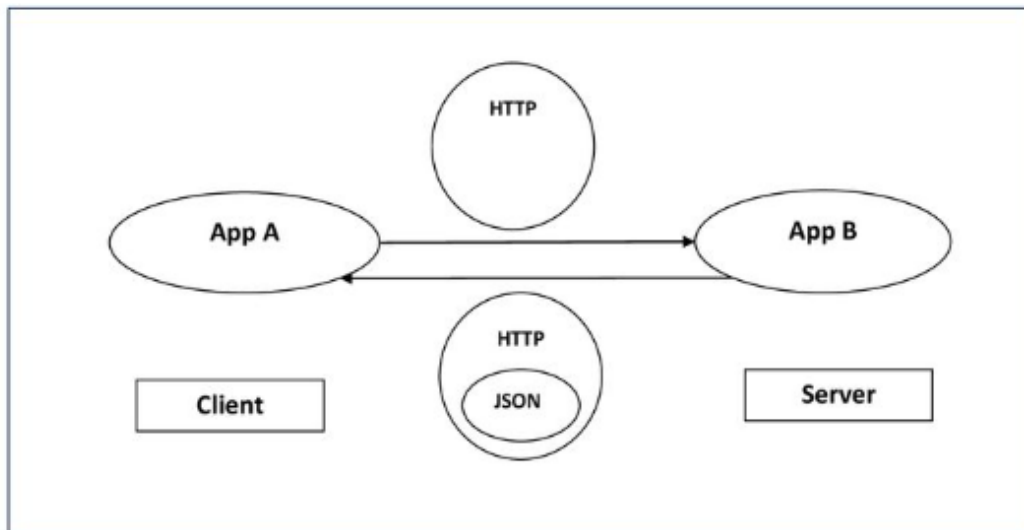 HTTP
App A
App B
HTTP
JSON
Client
Server